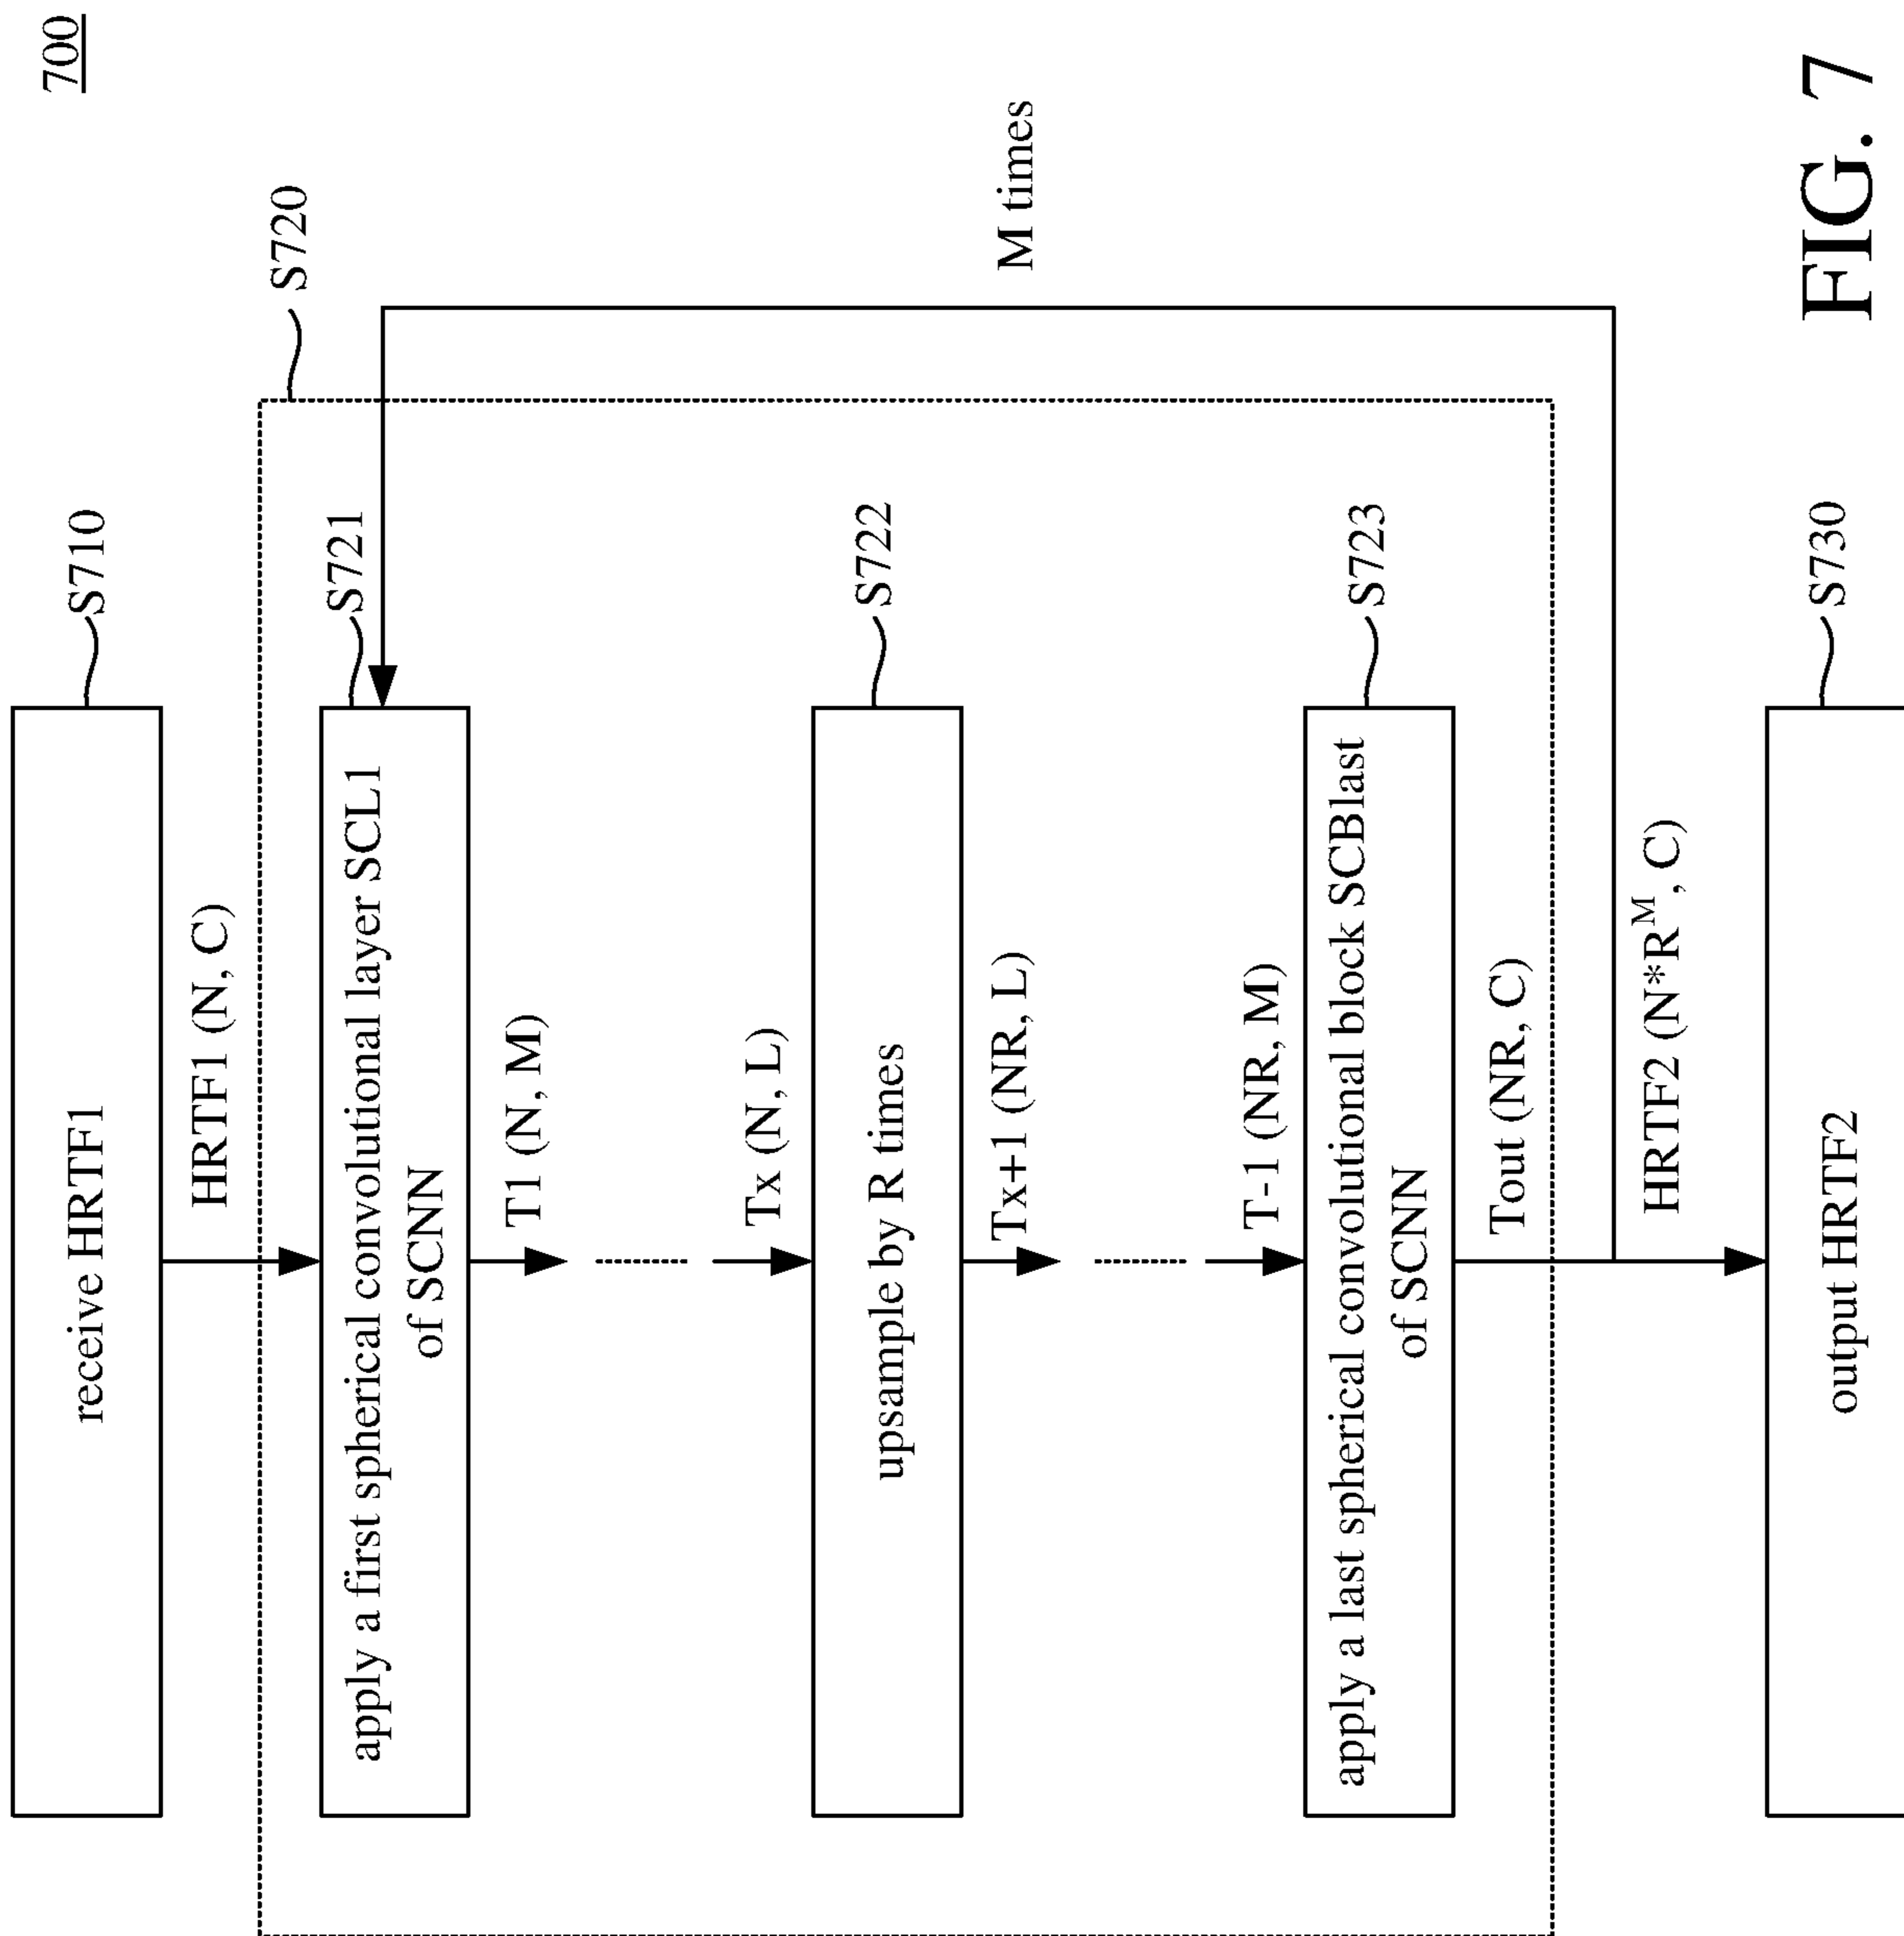 700
receive HRTF1
S710
HRTF1 (N, C)
S720
apply a first spherical convolutional layer SCL1
of SCNN
S721
T1 (N, M)
Tx (N, L)
upsample by R times
S722
M times
Tx+1 (NR, L)
T-1 (NR, M)
apply a last spherical convolutional block SCBlast
of SCNN
S723
Tout (NR, C)
HRTF2 (N*R^M, C)
output HRTF2
S730
FIG. 7